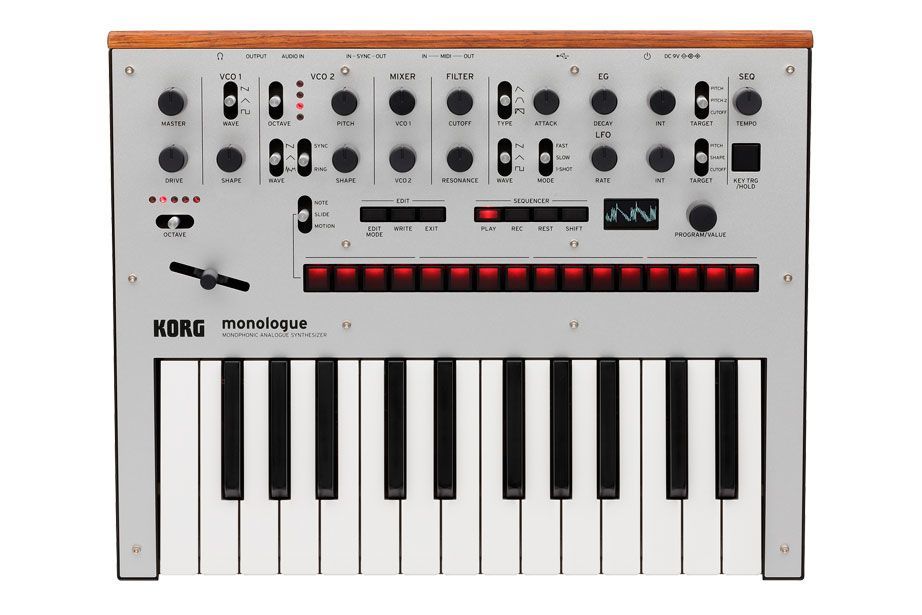 OUTPUT AUDIO IN IN–SYNC–OUT IN — MIDI — OUT DC 9V
VCO 1 VCO 2 MIXER FILTER EG SEQ
PITCH
PITCH 2
CUTOFF
MASTER WAVE OCTAVE PITCH VCO 1 CUTOFF TYPE ATTACK DECAY INT TARGET TEMPO
LFO
SYNC
RING
FAST
SLOW
1-SHOT
PITCH
SHAPE
CUTOFF
DRIVE SHAPE WAVE SHAPE VCO 2 RESONANCE WAVE MODE RATE INT TARGET KEY TRG
/HOLD
NOTE
SLIDE
MOTION
EDIT SEQUENCER
OCTAVE EDIT
MODE
WRITE EXIT PLAY REC REST SHIFT PROGRAM/VALUE
KORG monologue
MONOPHONIC ANALOGUE SYNTHESIZER